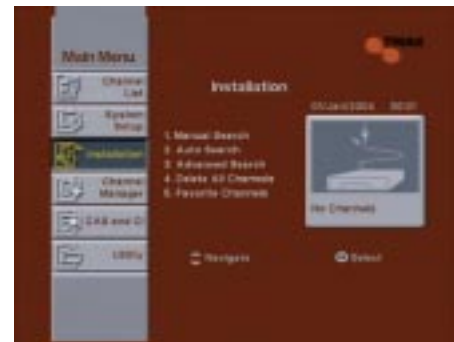 Main Menu
Channel
List
System
Setup
Installation
Channel
Manager
CAS and CI
Utility
Installation
1. Manual Search
2. Auto Search
3. Advanced Search
4. Delete All Channels
5. Favorite Channels
No Channels
Navigate
Select